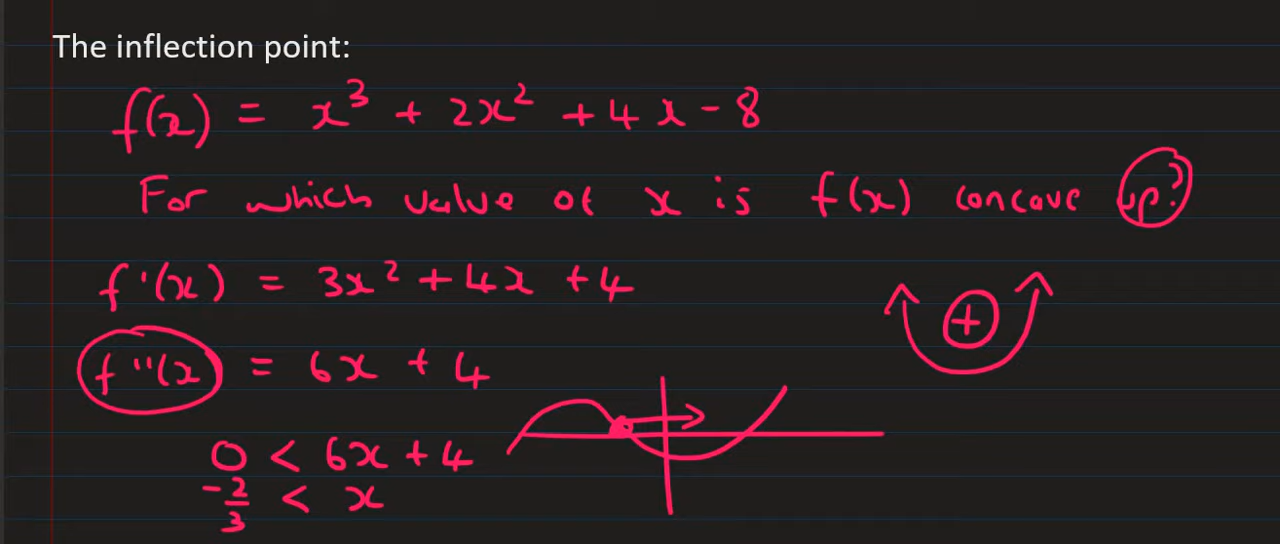 The inflection point:
f(x) = x³ + 2x² + 4x - 8
For which value of x is f(x) concave up?
f'(x) = 3x² + 4x + 4
+
f''(x) = 6x + 4
0 < 6x + 4
-2/3 < x